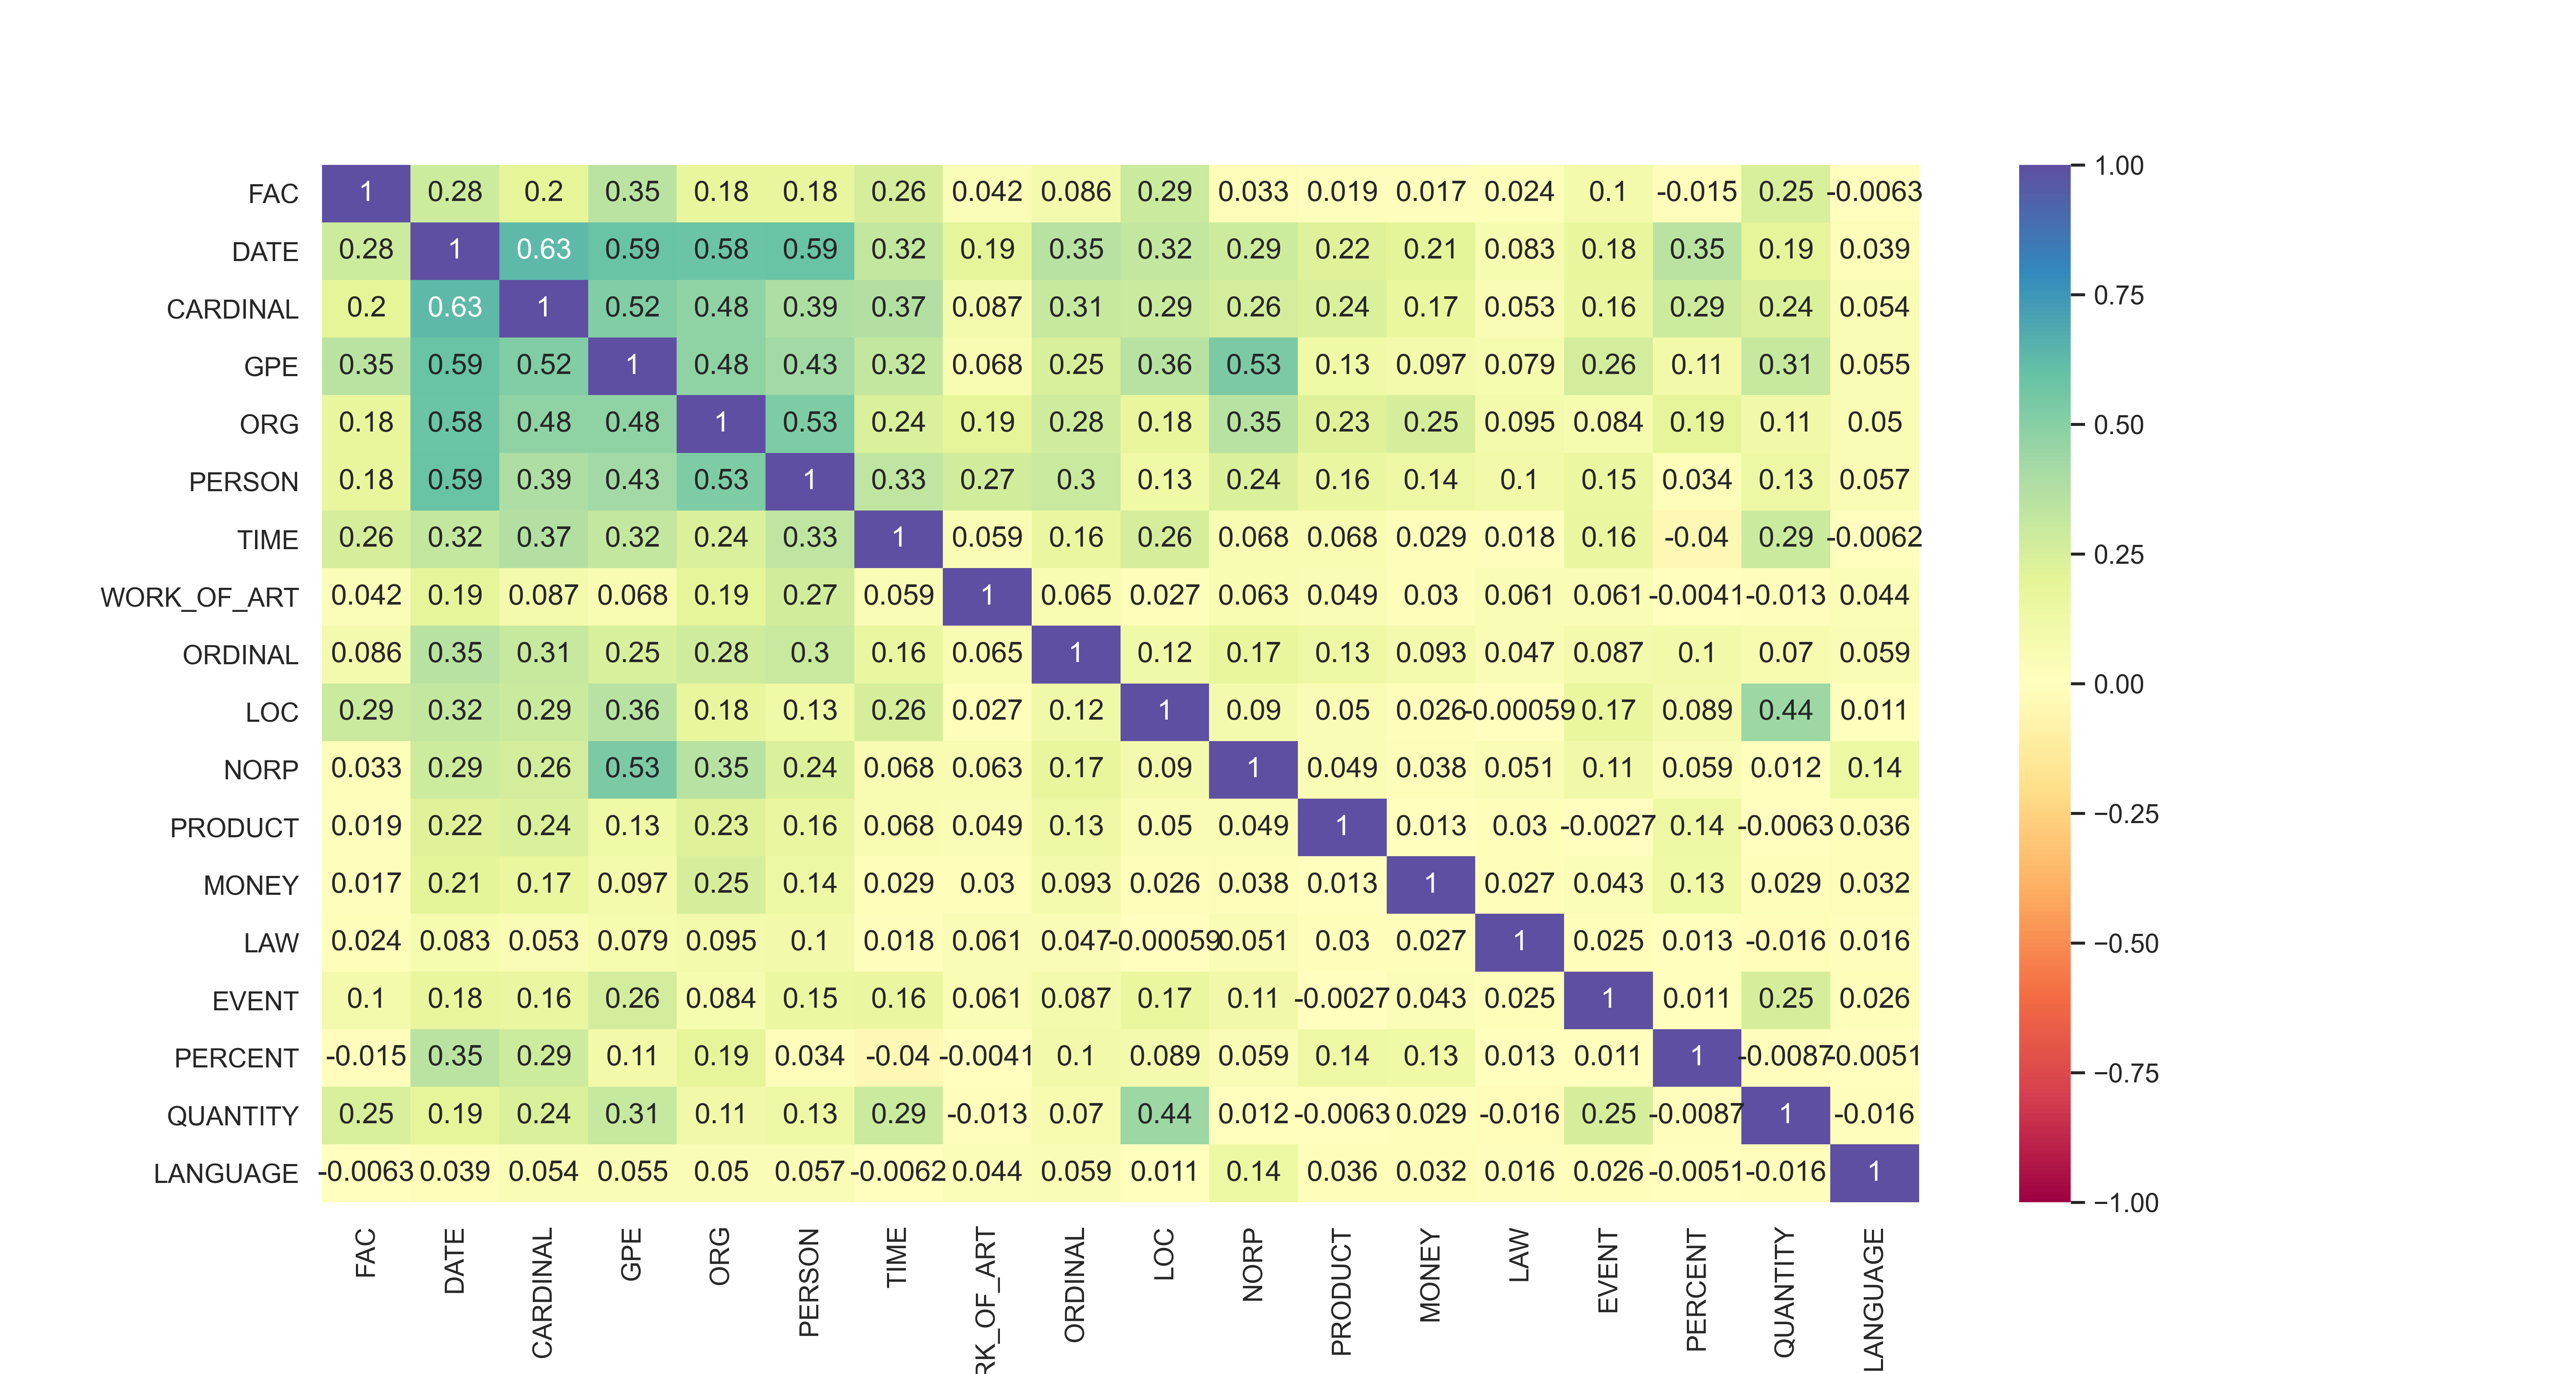 FAC 1 0.28 0.2 0.35 0.18 0.18 0.26 0.042 0.086 0.29 0.033 0.019 0.017 0.024 0.1 -0.015 0.25 -0.0063
DATE 0.28 1 0.63 0.59 0.58 0.59 0.32 0.19 0.35 0.32 0.29 0.22 0.21 0.083 0.18 0.35 0.19 0.039
CARDINAL 0.2 0.63 1 0.52 0.48 0.39 0.37 0.087 0.31 0.29 0.26 0.24 0.17 0.053 0.16 0.29 0.24 0.054
GPE 0.35 0.59 0.52 1 0.48 0.43 0.32 0.068 0.25 0.36 0.53 0.13 0.097 0.079 0.26 0.11 0.31 0.055
ORG 0.18 0.58 0.48 0.48 1 0.53 0.24 0.19 0.28 0.18 0.35 0.23 0.25 0.095 0.084 0.19 0.11 0.05
PERSON 0.18 0.59 0.39 0.43 0.53 1 0.33 0.27 0.3 0.13 0.24 0.16 0.14 0.1 0.15 0.034 0.13 0.057
TIME 0.26 0.32 0.37 0.32 0.24 0.33 1 0.059 0.16 0.26 0.068 0.068 0.029 0.018 0.16 -0.04 0.29 -0.0062
WORK_OF_ART 0.042 0.19 0.087 0.068 0.19 0.27 0.059 1 0.065 0.027 0.063 0.049 0.03 0.061 0.061 -0.0041 -0.013 0.044
ORDINAL 0.086 0.35 0.31 0.25 0.28 0.3 0.16 0.065 1 0.12 0.17 0.13 0.093 0.047 0.087 0.1 0.07 0.059
LOC 0.29 0.32 0.29 0.36 0.18 0.13 0.26 0.027 0.12 1 0.09 0.05 0.026 -0.00059 0.17 0.089 0.44 0.011
NORP 0.033 0.29 0.26 0.53 0.35 0.24 0.068 0.063 0.17 0.09 1 0.049 0.038 0.051 0.11 0.059 0.012 0.14
PRODUCT 0.019 0.22 0.24 0.13 0.23 0.16 0.068 0.049 0.13 0.05 0.049 1 0.013 0.03 -0.0027 0.14 -0.0063 0.036
MONEY 0.017 0.21 0.17 0.097 0.25 0.14 0.029 0.03 0.093 0.026 0.038 0.013 1 0.027 0.043 0.13 0.029 0.032
LAW 0.024 0.083 0.053 0.079 0.095 0.1 0.018 0.061 0.047 -0.00059 0.051 0.03 0.027 1 0.025 0.013 -0.016 0.016
EVENT 0.1 0.18 0.16 0.26 0.084 0.15 0.16 0.061 0.087 0.17 0.11 -0.0027 0.043 0.025 1 0.011 0.25 0.026
PERCENT -0.015 0.35 0.29 0.11 0.19 0.034 -0.04 -0.0041 0.1 0.089 0.059 0.14 0.13 0.013 0.011 1 -0.0087 -0.0051
QUANTITY 0.25 0.19 0.24 0.31 0.11 0.13 0.29 -0.013 0.07 0.44 0.012 -0.0063 0.029 -0.016 0.25 -0.0087 1 -0.016
LANGUAGE -0.0063 0.039 0.054 0.055 0.05 0.057 -0.0062 0.044 0.059 0.011 0.14 0.036 0.032 0.016 0.026 -0.0051 -0.016 1
FAC DATE CARDINAL GPE ORG PERSON TIME RK_OF_ART ORDINAL LOC NORP PRODUCT MONEY LAW EVENT PERCENT QUANTITY LANGUAGE
1.00
0.75
0.50
0.25
0.00
−0.25
−0.50
−0.75
−1.00